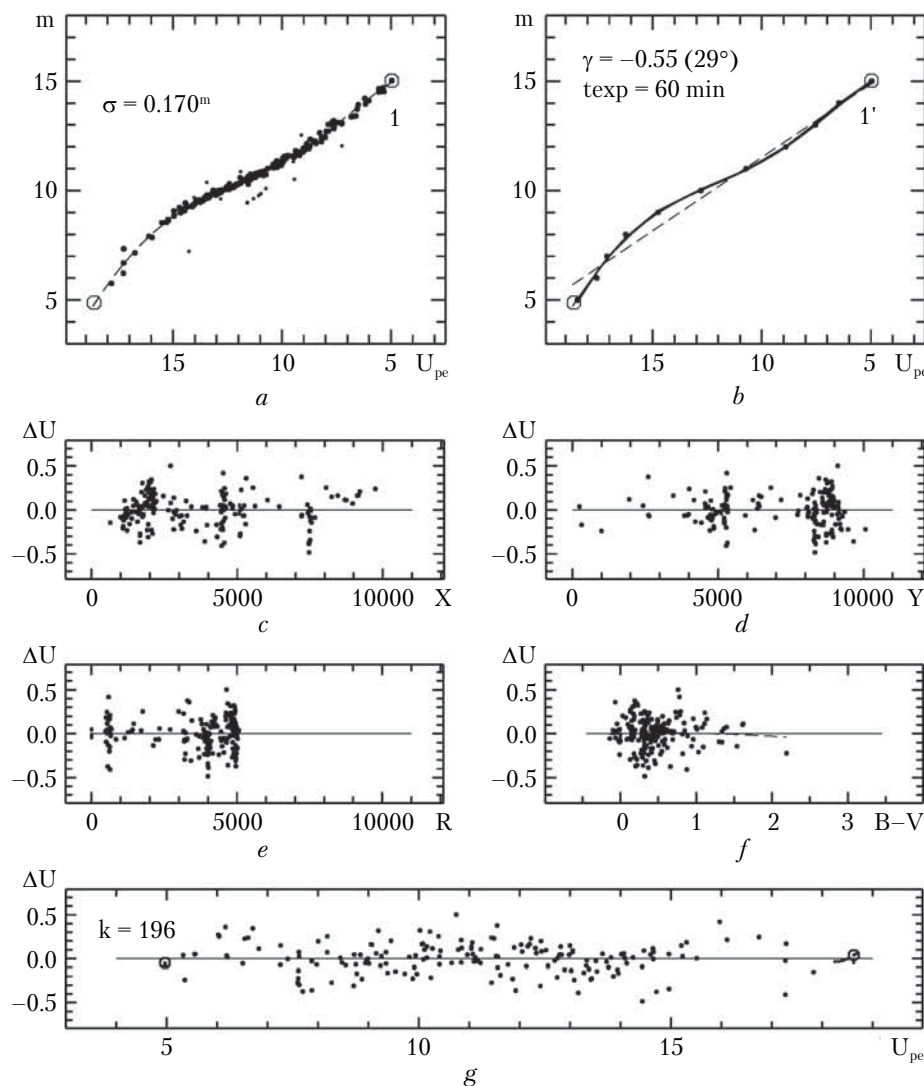 m
m
15
15
σ = 0.170ᵐ
γ = −0.55 (29°)
texp = 60 min
1
1'
10
10
5
5
15 10 5 U_pe
15 10 5 U_pe
a
b
ΔU
ΔU
0.5
0.5
0.0
0.0
−0.5
−0.5
0 5000 10000 X
0 5000 10000 Y
c
d
ΔU
ΔU
0.5
0.5
0.0
0.0
−0.5
−0.5
0 5000 10000 R
0 1 2 3 B−V
e
f
ΔU
0.5
k = 196
0.0
−0.5
5 10 15 U_pe
g